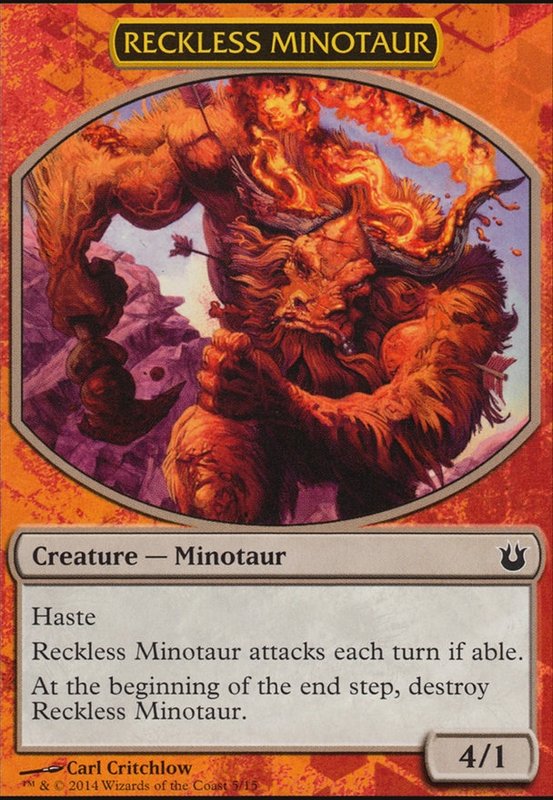 RECKLESS MINOTAUR
Creature — Minotaur
Haste
Reckless Minotaur attacks each turn if able.
At the beginning of the end step, destroy
Reckless Minotaur.
4/1
Carl Critchlow
™ & © 2014 Wizards of the Coast 5/15